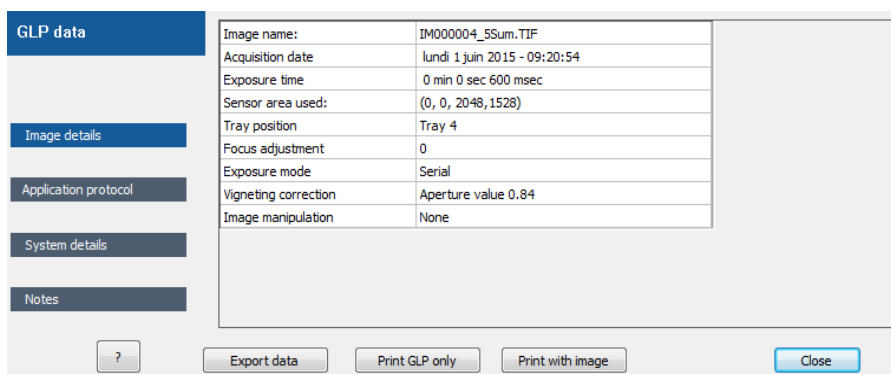 GLP data
Image details
Application protocol
System details
Notes
Image name: IM000004_5Sum.TIF
Acquisition date lundi 1 juin 2015 - 09:20:54
Exposure time 0 min 0 sec 600 msec
Sensor area used: (0, 0, 2048,1528)
Tray position Tray 4
Focus adjustment 0
Exposure mode Serial
Vigneting correction Aperture value 0.84
Image manipulation None
? Export data Print GLP only Print with image Close